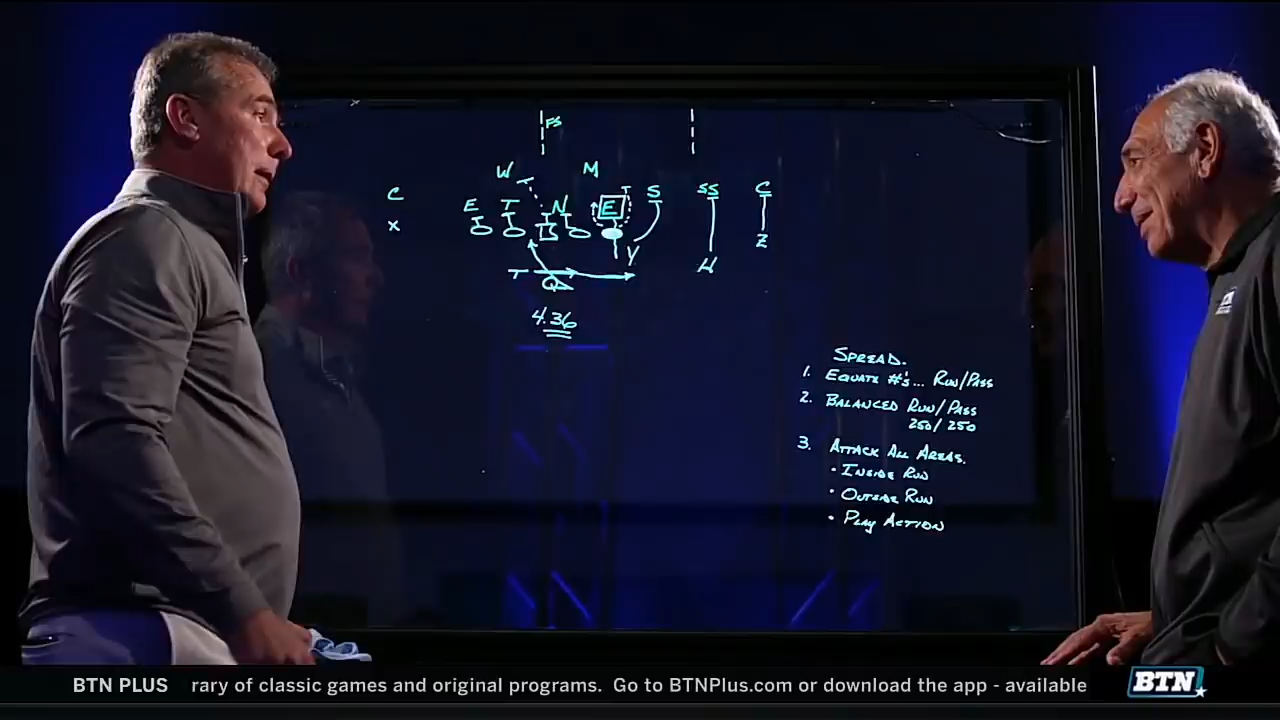 FS
W M
C E T N E S SS C
X B Y H Z
T Q
4.36
SPREAD.
1. EQUATE #'s... RUN/PASS
2. BALANCED RUN/PASS
250/250
3. ATTACK ALL AREAS.
• INSIDE RUN
• OUTSIDE RUN
• PLAY ACTION
BTN PLUS rary of classic games and original programms. Go to BTNPlus.com or download the app - available
BTN